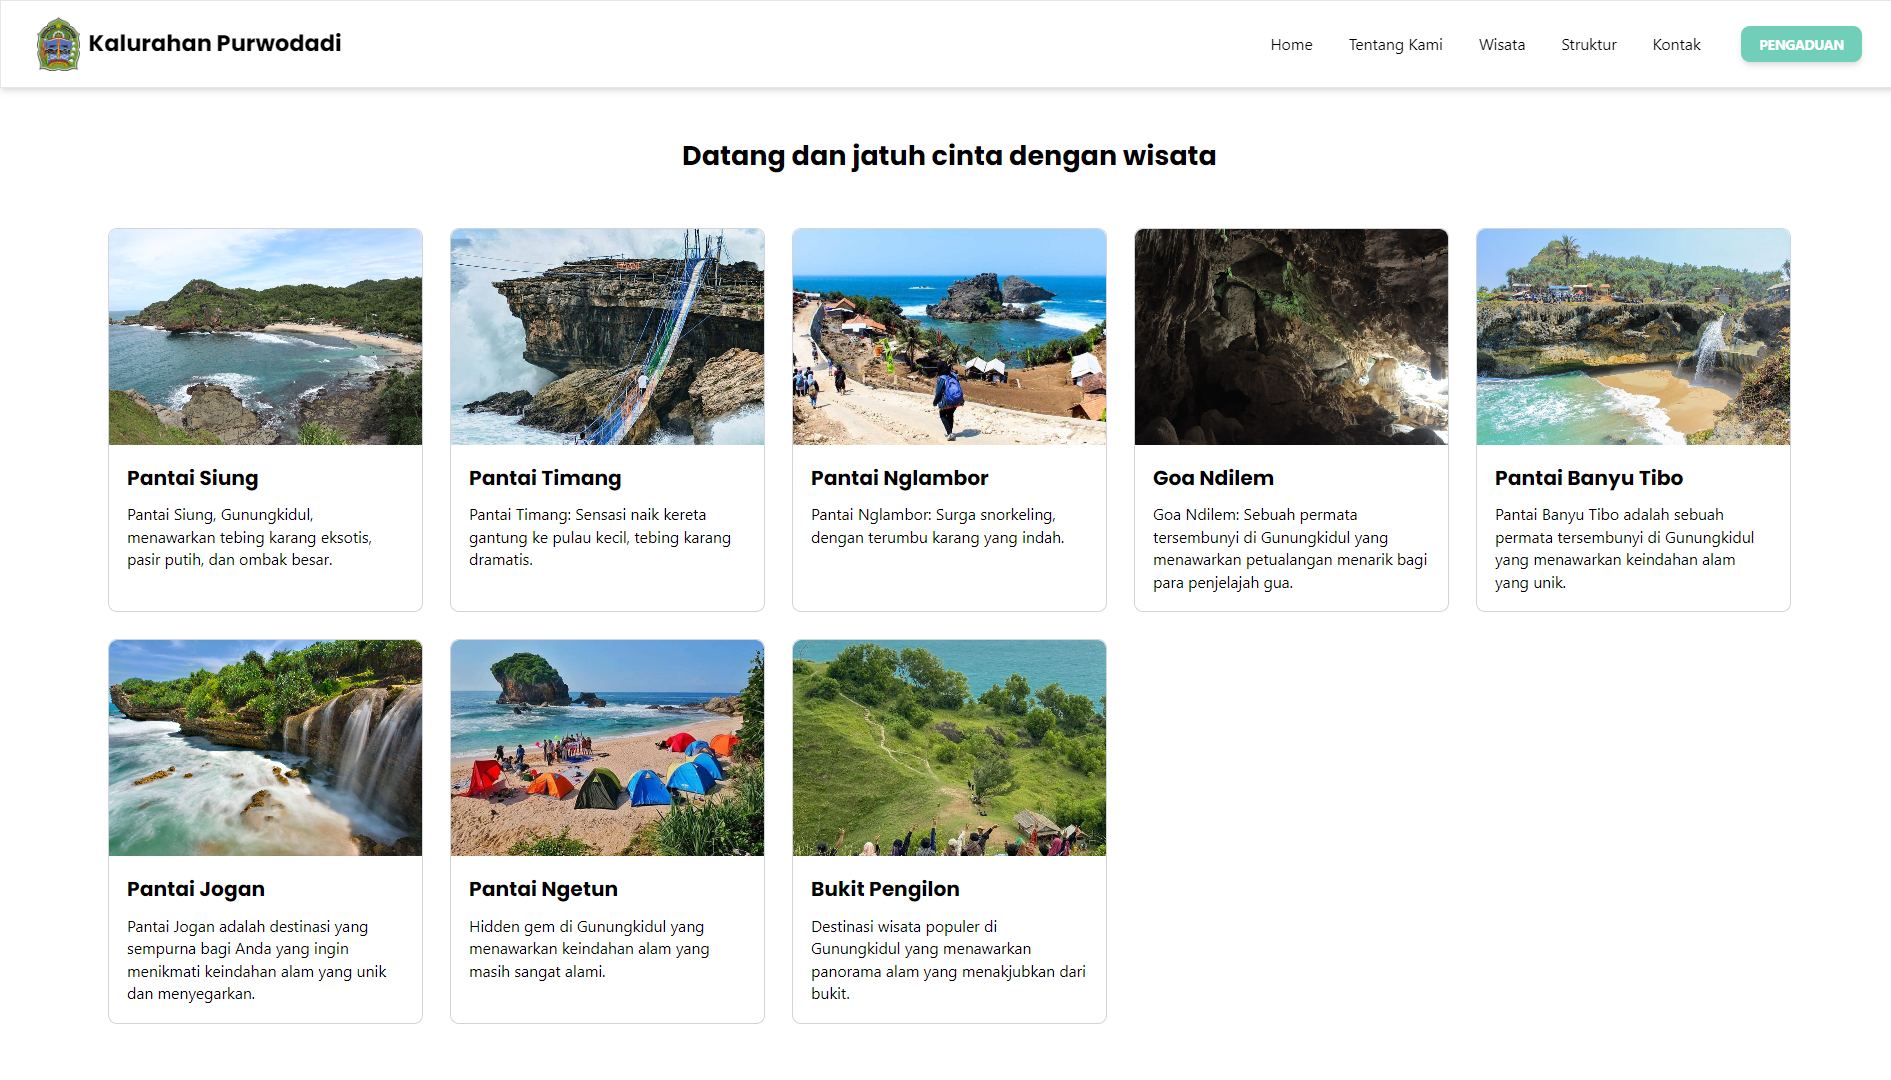 Kalurahan Purwodadi
Home
Tentang Kami
Wisata
Struktur
Kontak
PENGADUAN
Datang dan jatuh cinta dengan wisata
Pantai Siung
Pantai Siung, Gunungkidul,
menawarkan tebing karang eksotis,
pasir putih, dan ombak besar.
Pantai Timang
Pantai Timang: Sensasi naik kereta
gantung ke pulau kecil, tebing karang
dramatis.
Pantai Nglambor
Pantai Nglambor: Surga snorkeling,
dengan terumbu karang yang indah.
Goa Ndilem
Goa Ndilem: Sebuah permata
tersembunyi di Gunungkidul yang
menawarkan petualangan menarik bagi
para penjelajah gua.
Pantai Banyu Tibo
Pantai Banyu Tibo adalah sebuah
permata tersembunyi di Gunungkidul
yang menawarkan keindahan alam
yang unik.
Pantai Jogan
Pantai Jogan adalah destinasi yang
sempurna bagi Anda yang ingin
menikmati keindahan alam yang unik
dan menyegarkan.
Pantai Ngetun
Hidden gem di Gunungkidul yang
menawarkan keindahan alam yang
masih sangat alami.
Bukit Pengilon
Destinasi wisata populer di
Gunungkidul yang menawarkan
panorama alam yang menakjubkan dari
bukit.